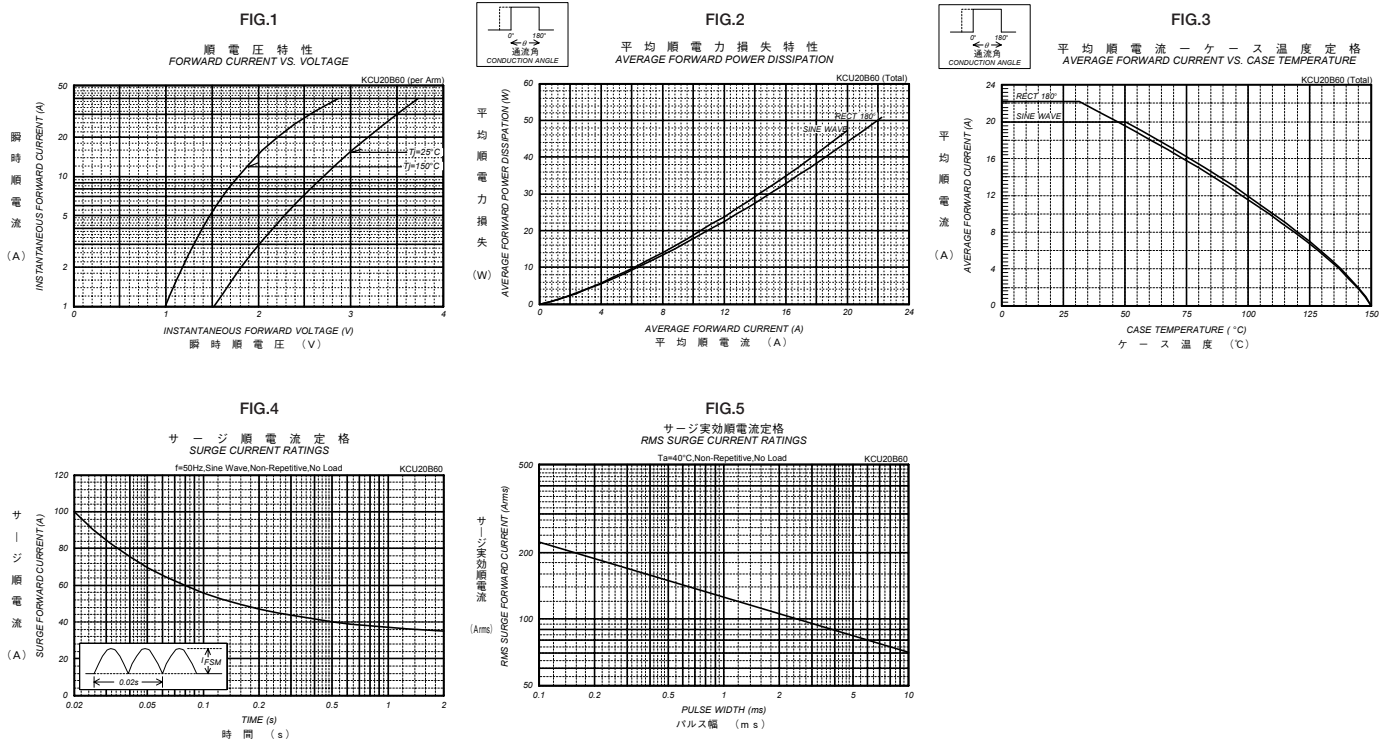 FIG.1
順 電 圧 特 性
FORWARD CURRENT VS. VOLTAGE
KCU20B60 (per Arm)
瞬 時 順 電 流 (A)
INSTANTANEOUS FORWARD CURRENT (A)
50
20
10
5
2
1
Tj=25°C
Tj=150°C
0 1 2 3 4
INSTANTANEOUS FORWARD VOLTAGE (V)
瞬 時 順 電 圧 (V)
FIG.2
0° 180°
θ
通流角
CONDUCTION ANGLE
平 均 順 電 力 損 失 特 性
AVERAGE FORWARD POWER DISSIPATION
KCU20B60 (Total)
平 均 順 電 力 損 失 (W)
AVERAGE FORWARD POWER DISSIPATION (W)
60
50
40
30
20
10
0
RECT 180°
SINE WAVE
0 4 8 12 16 20 24
AVERAGE FORWARD CURRENT (A)
平 均 順 電 流 (A)
FIG.3
0° 180°
θ
通流角
CONDUCTION ANGLE
平 均 順 電 流 ー ケ ー ス 温 度 定 格
AVERAGE FORWARD CURRENT VS. CASE TEMPERATURE
KCU20B60 (Total)
平 均 順 電 流 (A)
AVERAGE FORWARD CURRENT (A)
24
20
16
12
8
4
0
RECT 180°
SINE WAVE
0 25 50 75 100 125 150
CASE TEMPERATURE ( °C)
ケ ー ス 温 度 (℃)
FIG.4
サ ー ジ 順 電 流 定 格
SURGE CURRENT RATINGS
f=50Hz,Sine Wave,Non-Repetitive,No Load KCU20B60
サ ー ジ 順 電 流 (A)
SURGE FORWARD CURRENT (A)
120
100
80
60
40
20
0
IFSM
0.02s
0.02 0.05 0.1 0.2 0.5 1 2
TIME (s)
時 間 (s)
FIG.5
サージ実効順電流定格
RMS SURGE CURRENT RATINGS
Ta=40°C,Non-Repetitive,No Load KCU20B60
サージ実効順電流 (Arms)
RMS SURGE FORWARD CURRENT (Arms)
500
200
100
50
0.1 0.2 0.5 1 2 5 10
PULSE WIDTH (ms)
パルス幅 (ms)